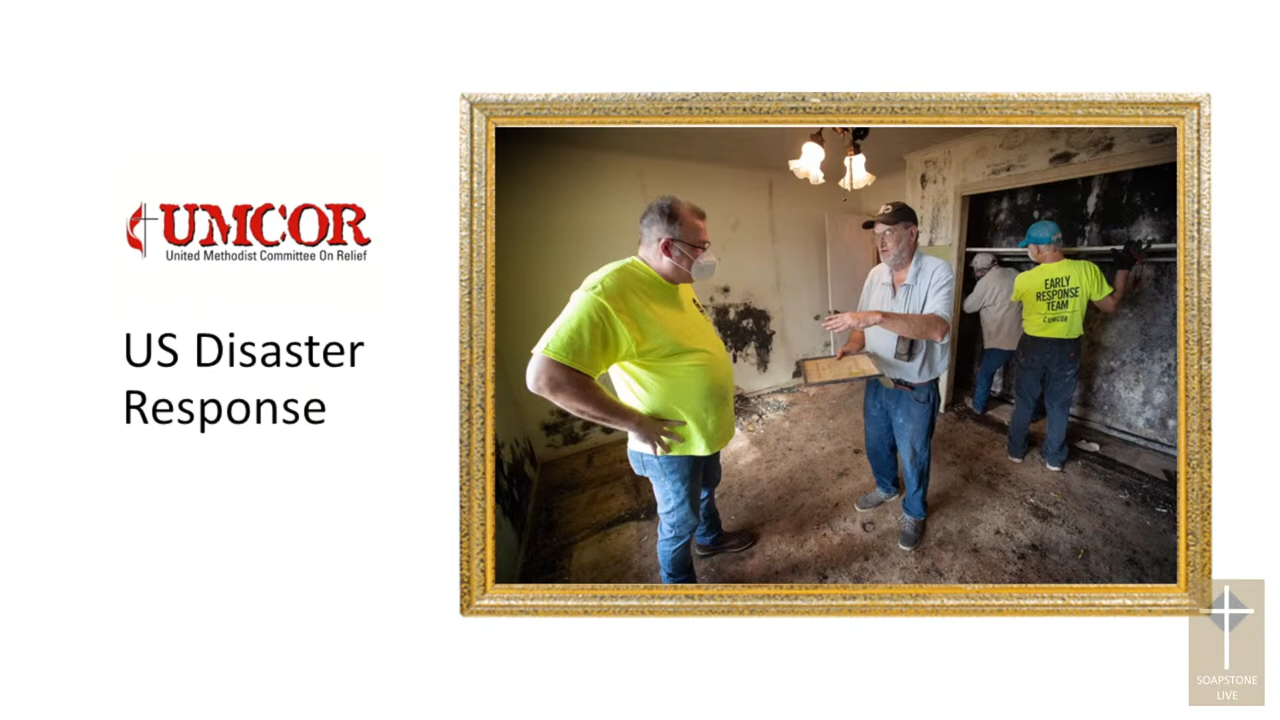 UMCOR
United Methodist Committee On Relief
US Disaster
Response
EARLY
RESPONSE
TEAM
UMCOR
SOAPSTONE
LIVE